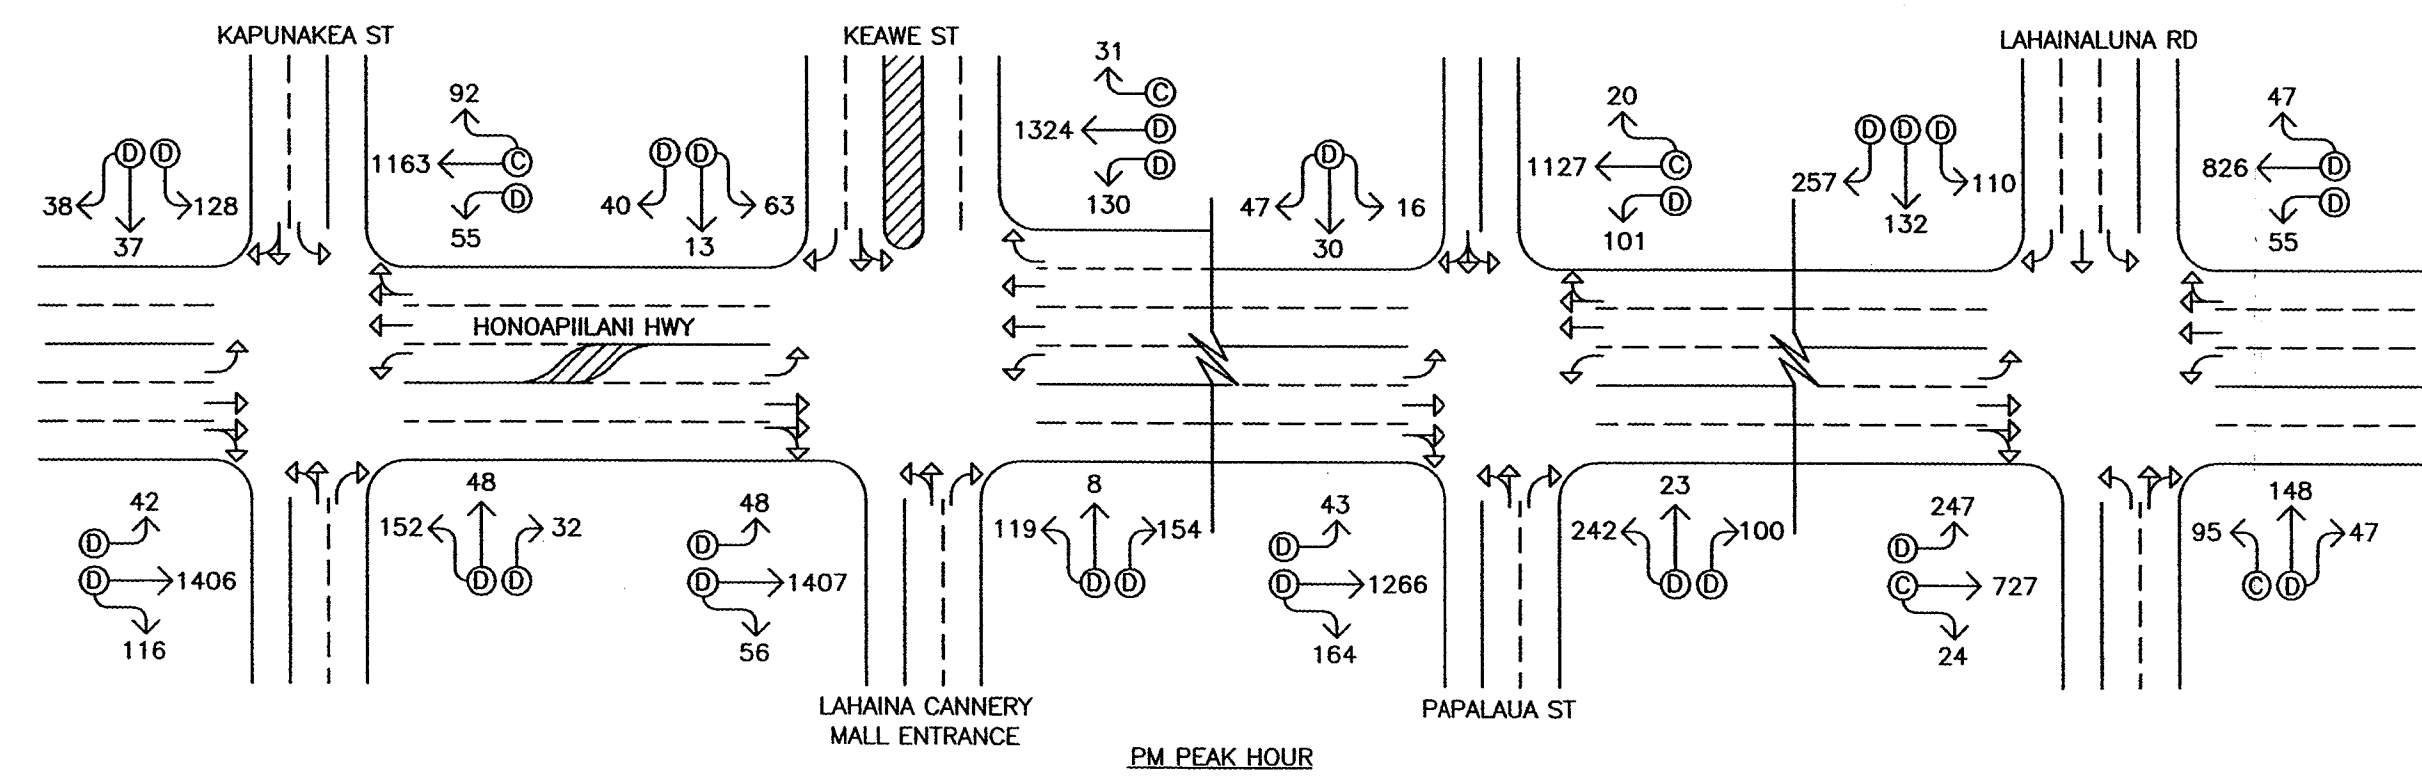 KAPUNAKEA ST
KEAWE ST
LAHAINALUNA RD
D D
38
128
37
92
C
1163
D
55
D D
40
63
13
31
C
1324
D
D
130
D
47
16
30
20
C
1127
D
101
D D D
257
110
132
47
D
826
D
55
HONOAPIILANI HWY
42
D
D
1406
116
48
152
32
D D
48
D
D
1407
56
8
119
154
D D
43
D
D
1266
164
23
242
100
D D
247
D
C
727
24
148
95
47
C D
LAHAINA CANNERY
MALL ENTRANCE
PAPALAUA ST
PM PEAK HOUR